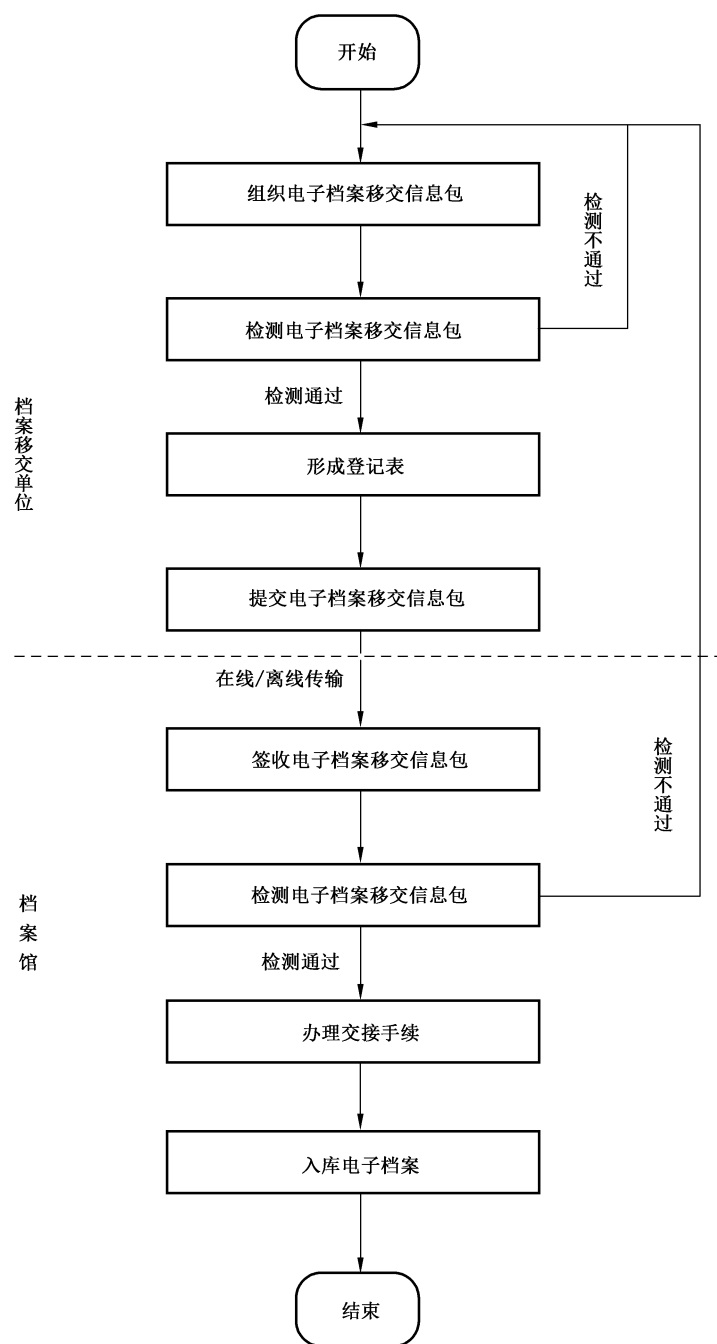 开始
组织电子档案移交信息包
检测不通过
检测电子档案移交信息包
检测通过
档案移交单位
形成登记表
提交电子档案移交信息包
在线/离线传输
签收电子档案移交信息包
检测不通过
检测电子档案移交信息包
档案馆
检测通过
办理交接手续
入库电子档案
结束